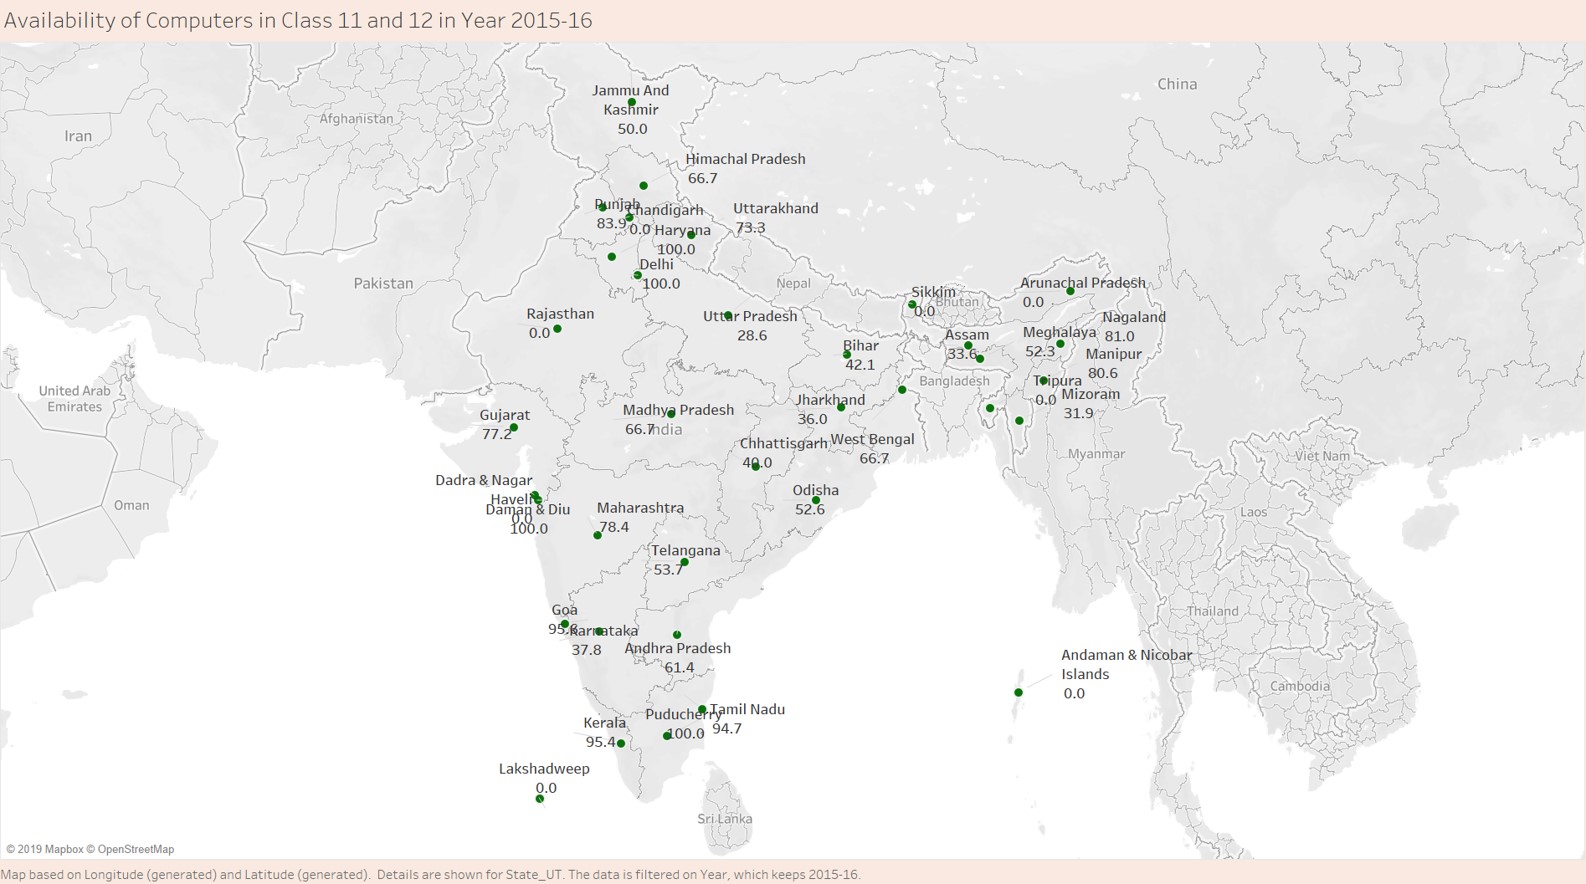 Availability of Computers in Class 11 and 12 in Year 2015-16
China
Iran
Afghanistan
Jammu And
Kashmir
50.0
Himachal Pradesh
66.7
Punjab
83.9
Chandigarh
0.0
Haryana
100.0
Uttarakhand
73.3
Delhi
100.0
Pakistan
Nepal
Sikkim
0.0
Bhutan
Arunachal Pradesh
0.0
Rajasthan
0.0
Uttar Pradesh
28.6
Nagaland
81.0
Assam
33.6
Meghalaya
52.3
Bihar
42.1
Manipur
80.6
United Arab
Emirates
Bangladesh
Tripura
0.0
Mizoram
31.9
Jharkhand
36.0
Gujarat
77.2
Madhya Pradesh
66.7
India
Chhattisgarh
40.0
West Bengal
66.7
Myanmar
Viet Nam
Dadra & Nagar
Haveli
0.0
Daman & Diu
100.0
Oman
Odisha
52.6
Laos
Maharashtra
78.4
Telangana
53.7
Goa
Karnataka
37.8
Andhra Pradesh
61.4
Thailand
Andaman & Nicobar
Islands
0.0
Cambodia
Puducherry
100.0
Tamil Nadu
94.7
Kerala
95.4
Lakshadweep
0.0
Sri Lanka
© 2019 Mapbox © OpenStreetMap
Map based on Longitude (generated) and Latitude (generated). Details are shown for State_UT. The data is filtered on Year, which keeps 2015-16.